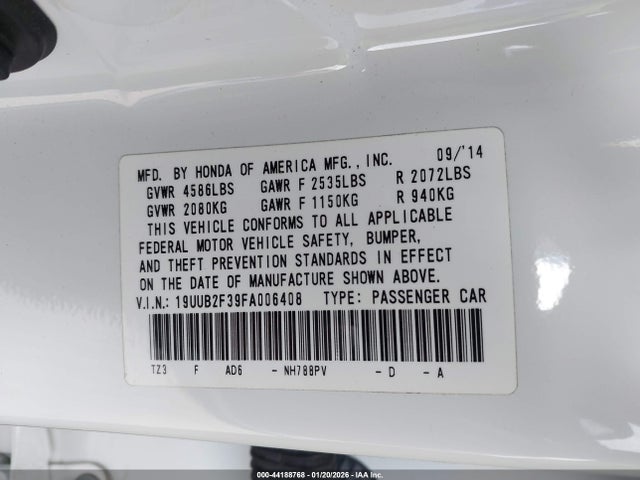 MFD. BY HONDA OF AMERICA MFG., INC. 09/'14
GVWR 4586LBS GAWR F 2535LBS R 2072LBS
GVWR 2080KG GAWR F 1150KG R 940KG
THIS VEHICLE CONFORMS TO ALL APPLICABLE
FEDERAL MOTOR VEHICLE SAFETY, BUMPER,
AND THEFT PREVENTION STANDARDS IN EFFECT
ON THE DATE OF MANUFACTURE SHOWN ABOVE.
V.I.N.: 19UUB2F39FA006408 TYPE: PASSENGER CAR
TZ3 F AD6 - NH788PV - D - A
000-44188768 - 01/20/2026 - IAA Inc.